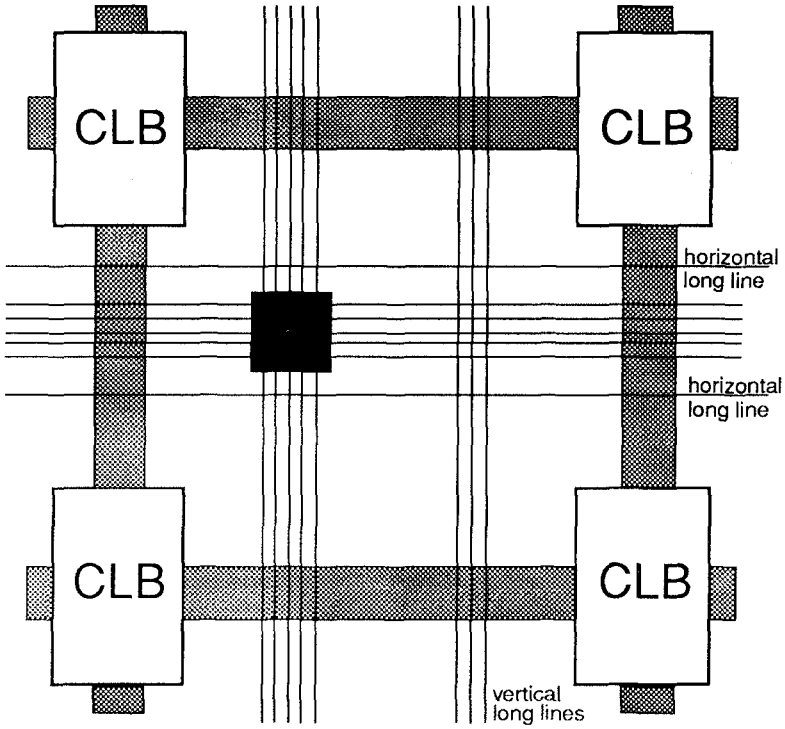 CLB
CLB
horizontal
long line
horizontal
long line
CLB
CLB
vertical
long lines